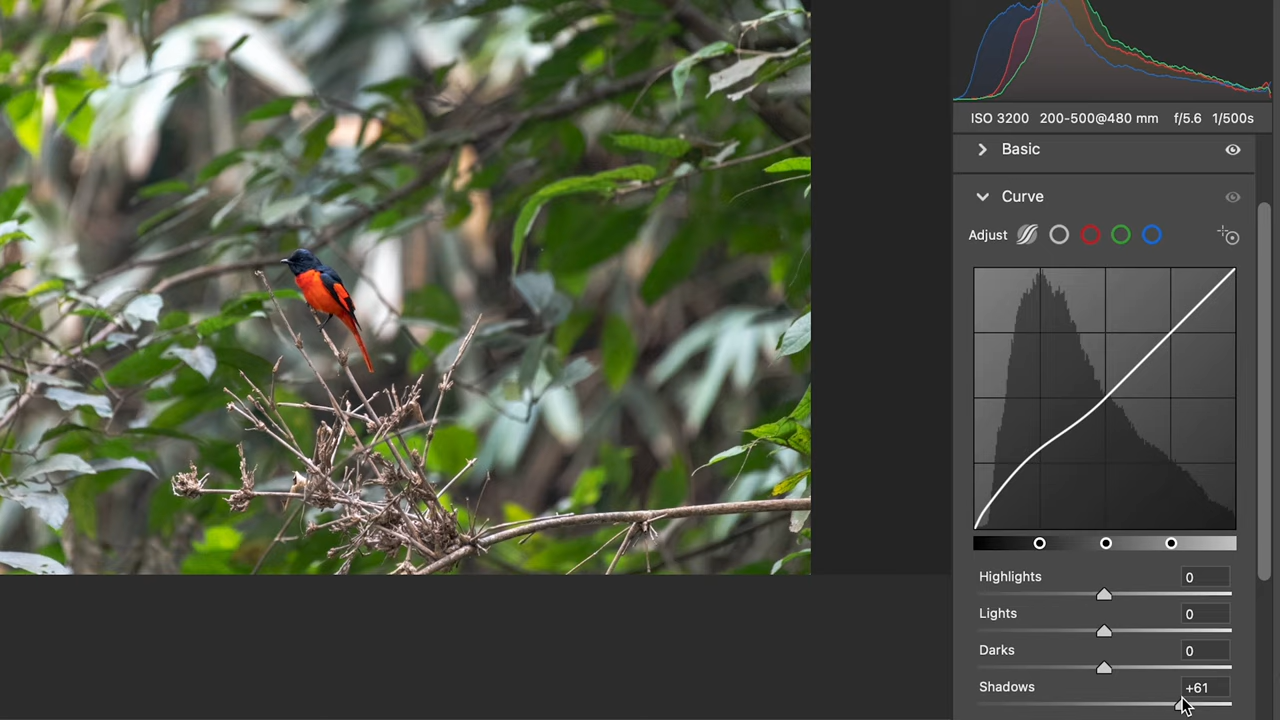 ISO 3200 200-500@480 mm f/5.6 1/500s
Basic
Curve
Adjust
Highlights 0
Lights 0
Darks 0
Shadows +61